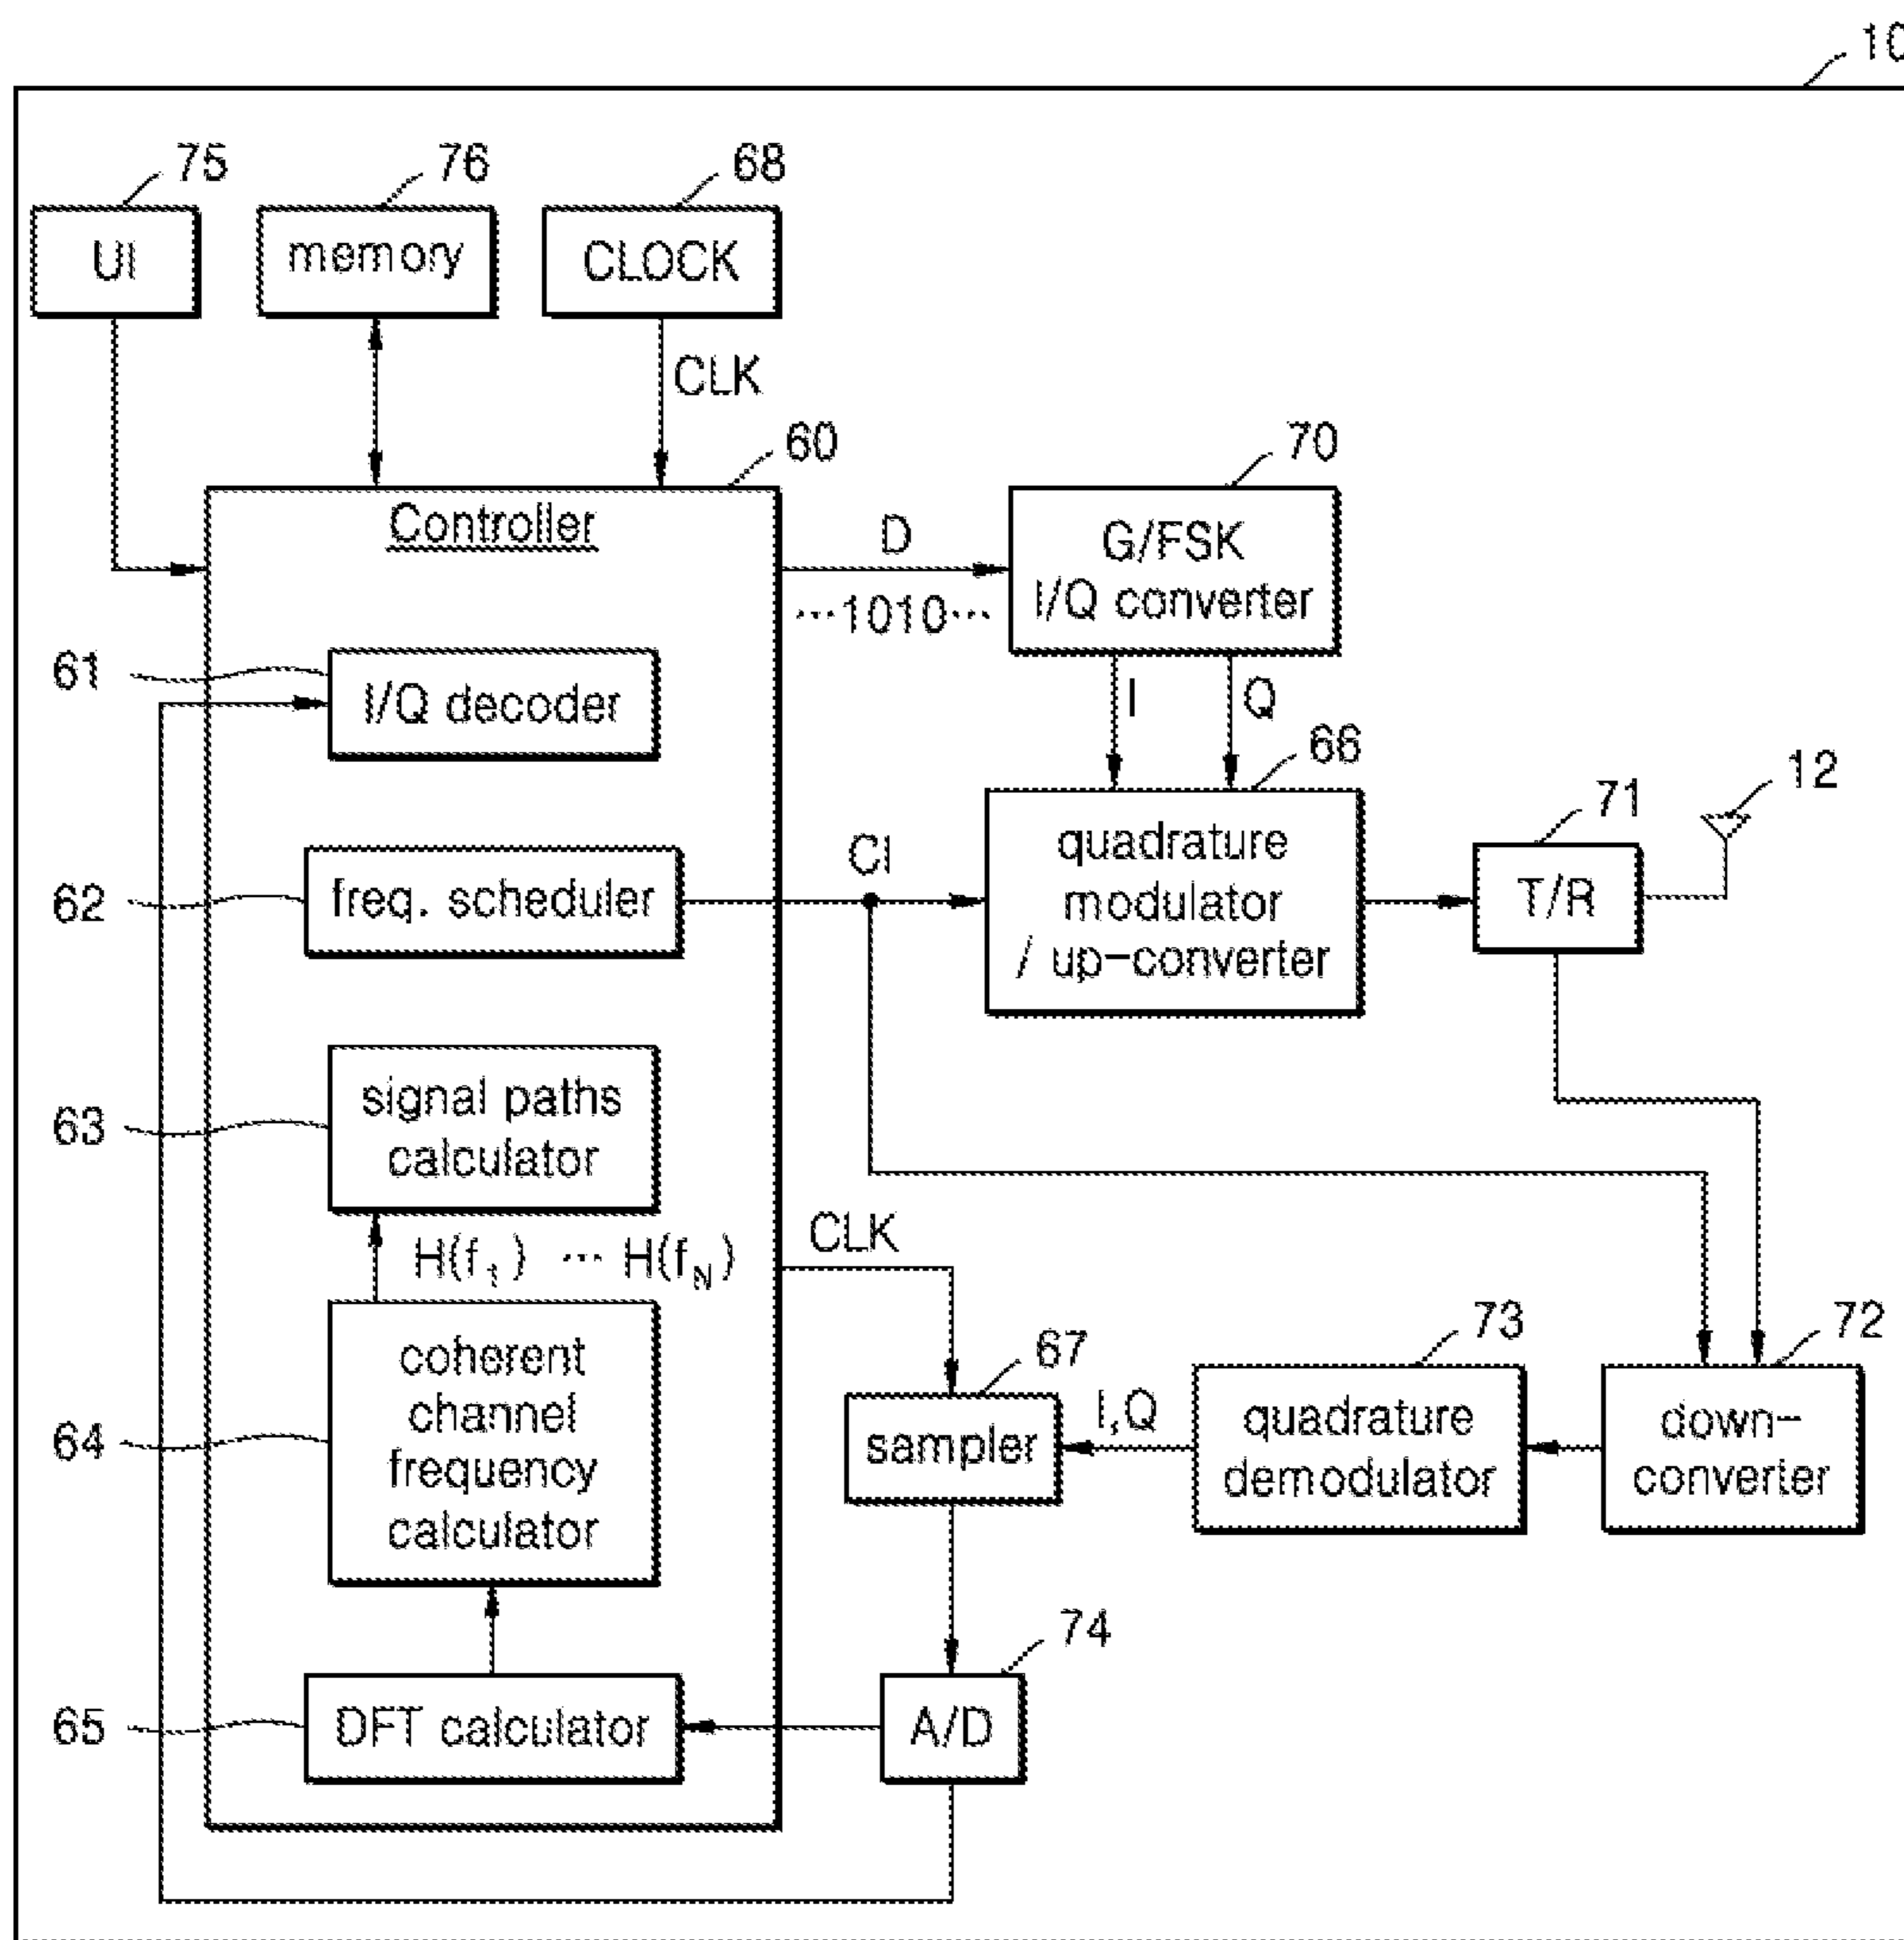 10
75
76
68
UI
memory
CLOCK
CLK
60
70
Controller
D
G/FSK
I/Q converter
···1010···
61
I/Q decoder
I
Q
66
12
71
CI
quadrature
modulator
/ up-converter
T/R
62
freq. scheduler
63
signal paths
calculator
H(f1) ··· H(fN)
CLK
67
73
72
64
coherent
channel
frequency
calculator
sampler
I,Q
quadrature
demodulator
down-
converter
74
65
DFT calculator
A/D